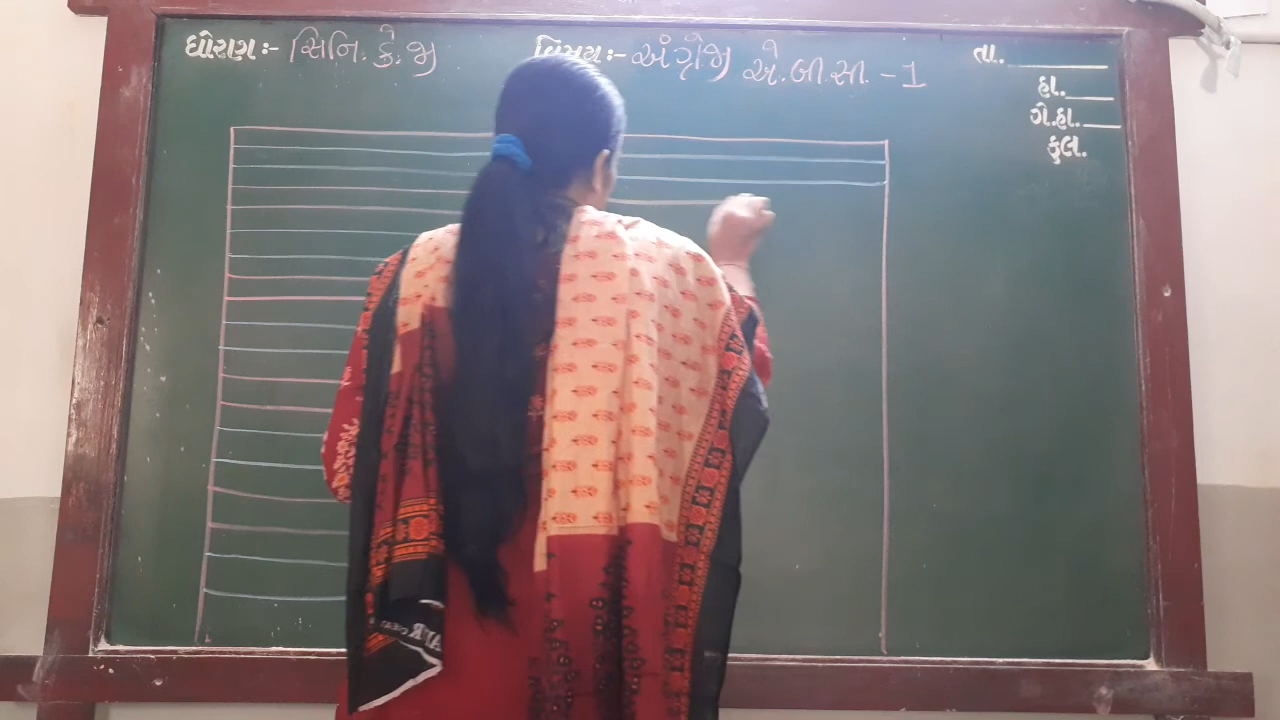 ધોરણ :- સિનિ. કે. જી વિષય :- અંગ્રેજી એ. બી. સી. - 1
તા.
હા.
ગે.હા.
કુલ.